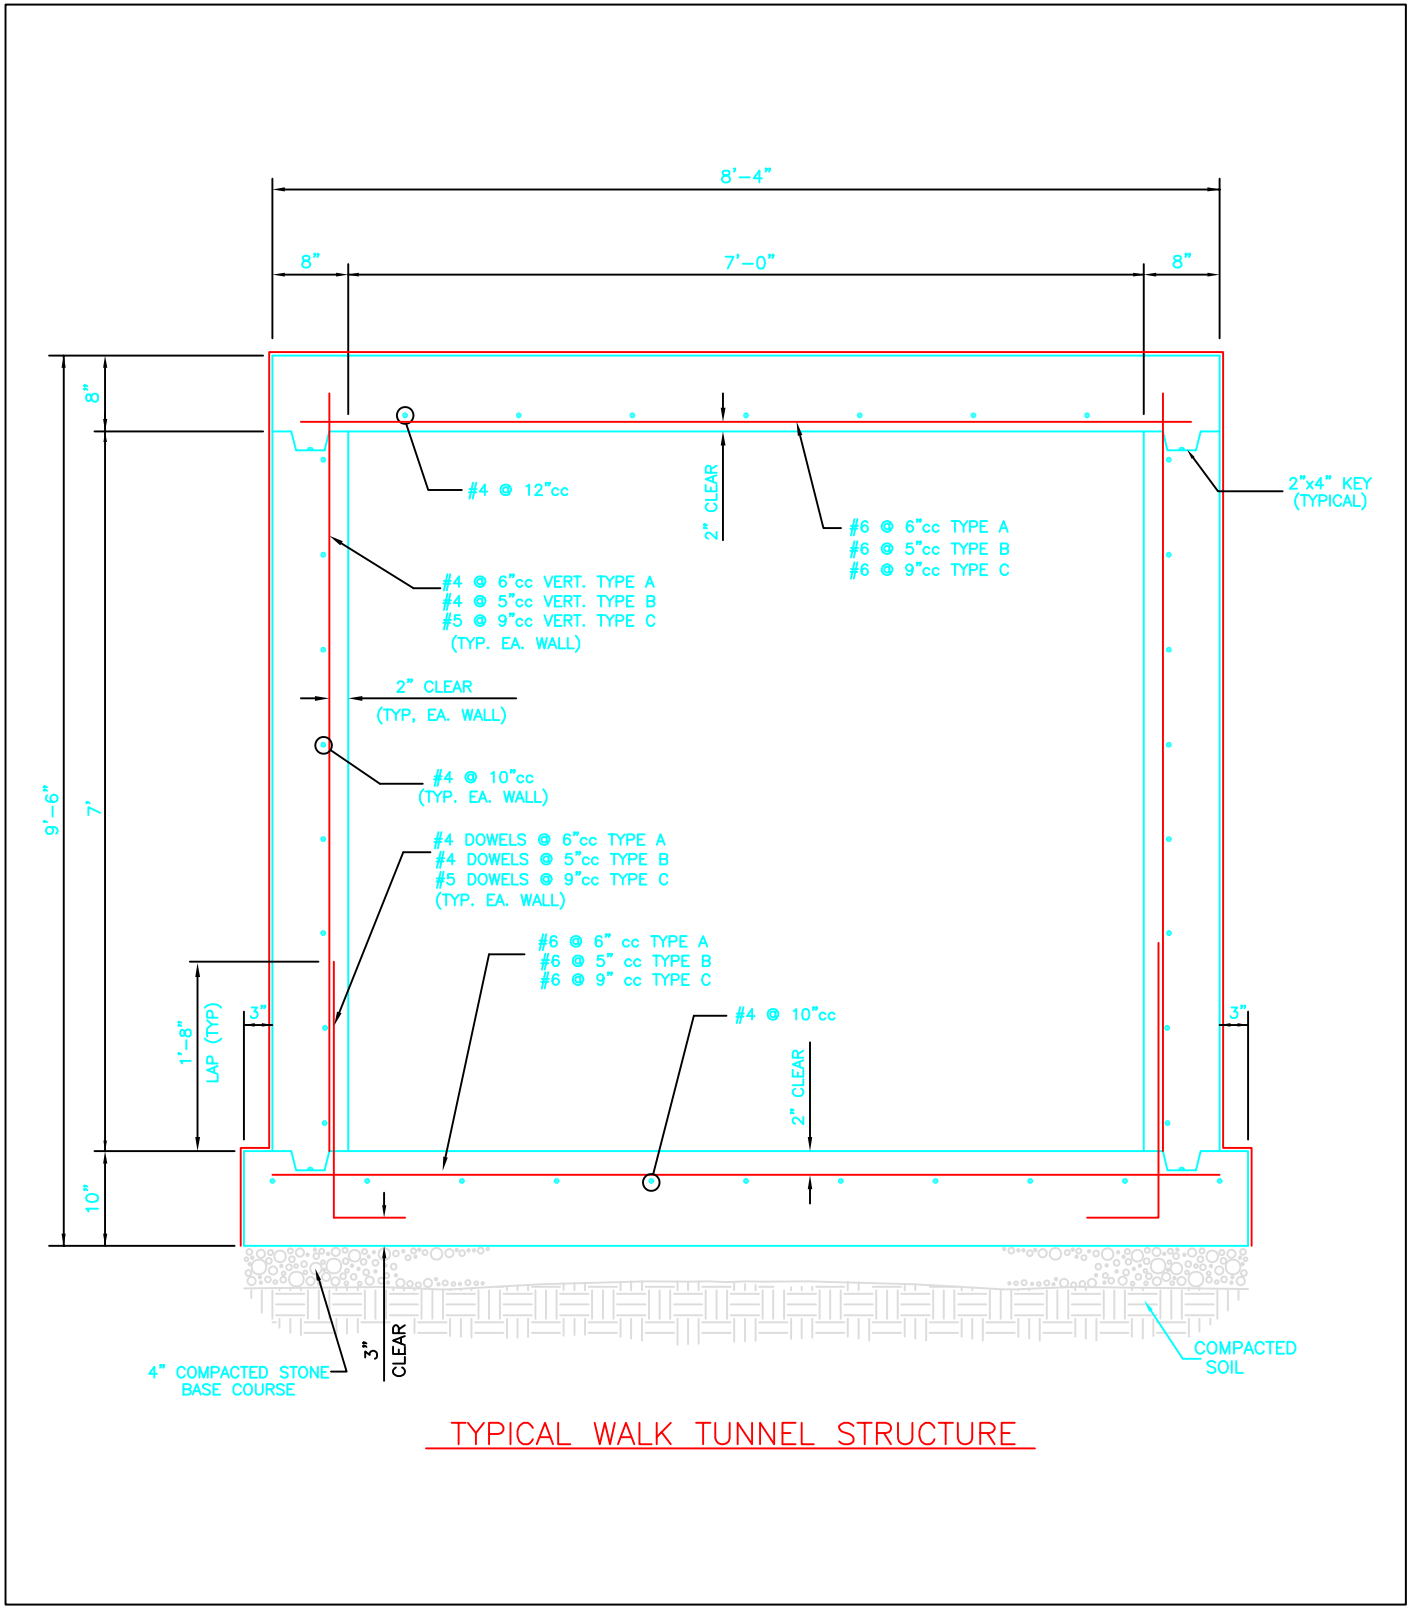 8'-4"
8"
7'-0"
8"
8"
2"x4" KEY
(TYPICAL)
#4 @ 12"cc
2" CLEAR
#6 @ 6"cc TYPE A
#6 @ 5"cc TYPE B
#6 @ 9"cc TYPE C
#4 @ 6"cc VERT. TYPE A
#4 @ 5"cc VERT. TYPE B
#5 @ 9"cc VERT. TYPE C
(TYP. EA. WALL)
2" CLEAR
(TYP, EA. WALL)
#4 @ 10"cc
(TYP. EA. WALL)
9'-6"
7'
#4 DOWELS @ 6"cc TYPE A
#4 DOWELS @ 5"cc TYPE B
#5 DOWELS @ 9"cc TYPE C
(TYP. EA. WALL)
#6 @ 6" cc TYPE A
#6 @ 5" cc TYPE B
#6 @ 9" cc TYPE C
3"
#4 @ 10"cc
3"
1'-8"
LAP (TYP)
2" CLEAR
10"
3"
CLEAR
4" COMPACTED STONE
BASE COURSE
COMPACTED
SOIL
TYPICAL WALK TUNNEL STRUCTURE